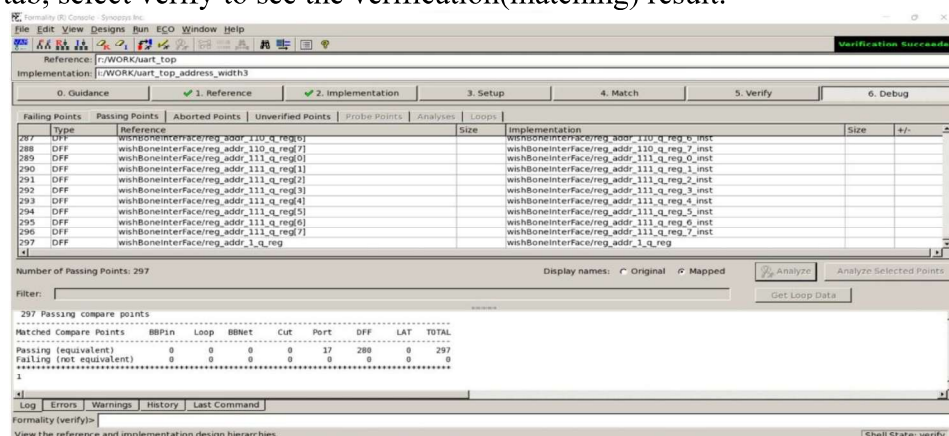 tab, select verify to see the verification(matching) result.
Formality (R) Console - Synopsys Inc.
File Edit View Designs Run ECO Window Help
Verification Succeede
Reference: r:/WORK/uart_top
Implementation: i:/WORK/uart_top_address_width3
0. Guidance 1. Reference 2. Implementation 3. Setup 4. Match 5. Verify 6. Debug
Failing Points Passing Points Aborted Points Unverified Points Probe Points Analyses Loops
Type Reference Size Implementation Size +/-
287 DFF wishBoneInterFace/reg_addr_110_q_reg[6] wishBoneInterFace/reg_addr_110_q_reg_6_inst
288 DFF wishBoneInterFace/reg_addr_110_q_reg[7] wishBoneInterFace/reg_addr_110_q_reg_7_inst
289 DFF wishBoneInterFace/reg_addr_111_q_reg[0] wishBoneInterFace/reg_addr_111_q_reg_0_inst
290 DFF wishBoneInterFace/reg_addr_111_q_reg[1] wishBoneInterFace/reg_addr_111_q_reg_1_inst
291 DFF wishBoneInterFace/reg_addr_111_q_reg[2] wishBoneInterFace/reg_addr_111_q_reg_2_inst
292 DFF wishBoneInterFace/reg_addr_111_q_reg[3] wishBoneInterFace/reg_addr_111_q_reg_3_inst
293 DFF wishBoneInterFace/reg_addr_111_q_reg[4] wishBoneInterFace/reg_addr_111_q_reg_4_inst
294 DFF wishBoneInterFace/reg_addr_111_q_reg[5] wishBoneInterFace/reg_addr_111_q_reg_5_inst
295 DFF wishBoneInterFace/reg_addr_111_q_reg[6] wishBoneInterFace/reg_addr_111_q_reg_6_inst
296 DFF wishBoneInterFace/reg_addr_111_q_reg[7] wishBoneInterFace/reg_addr_111_q_reg_7_inst
297 DFF wishBoneInterFace/reg_addr_1_q_reg wishBoneInterFace/reg_addr_1_q_reg
Number of Passing Points: 297 Display names: Original Mapped Analyze Analyze Selected Points
Filter: Get Loop Data
297 Passing compare points
Matched Compare Points BBPin Loop BBNet Cut Port DFF LAT TOTAL
Passing (equivalent) 0 0 0 0 17 280 0 297
Failing (not equivalent) 0 0 0 0 0 0 0 0
1
Log Errors Warnings History Last Command
Formality (verify)>
View the reference and implementation design hierarchies Shell State: verify